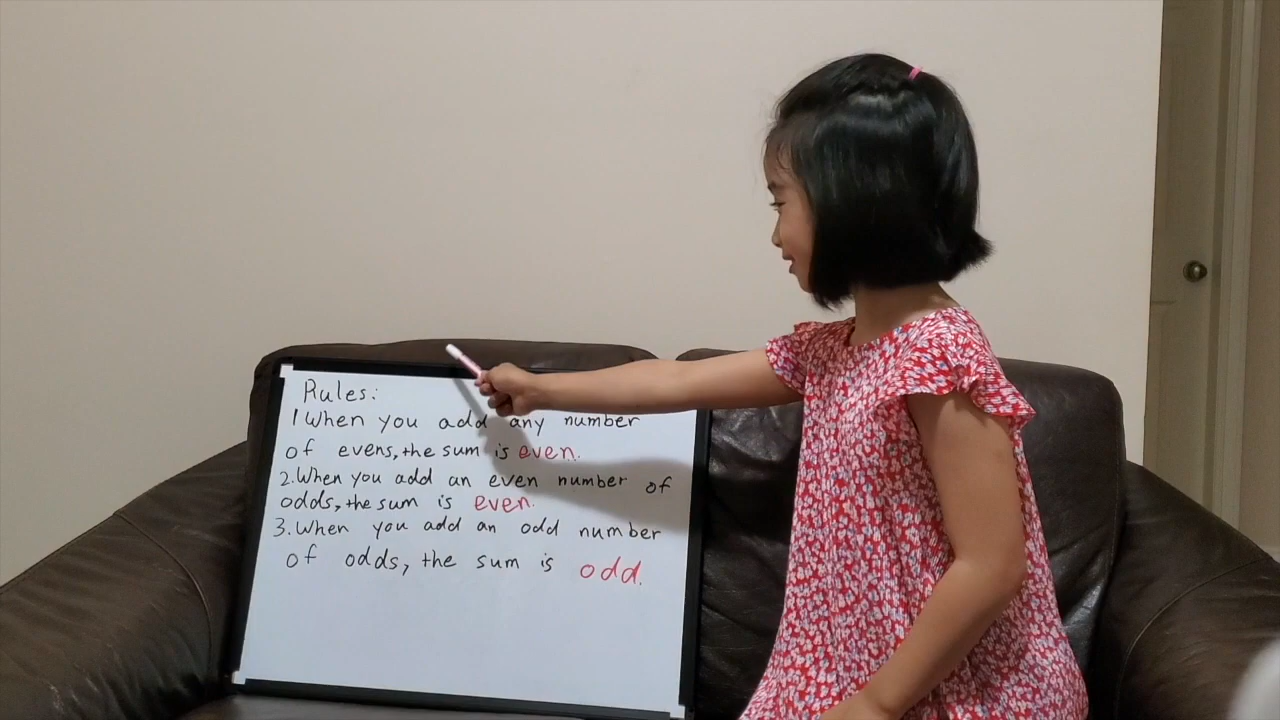 Rules:
1 When you add any number
of evens, the sum is even.
2. When you add an even number of
odds, the sum is even.
3. When you add an odd number
of odds, the sum is odd.